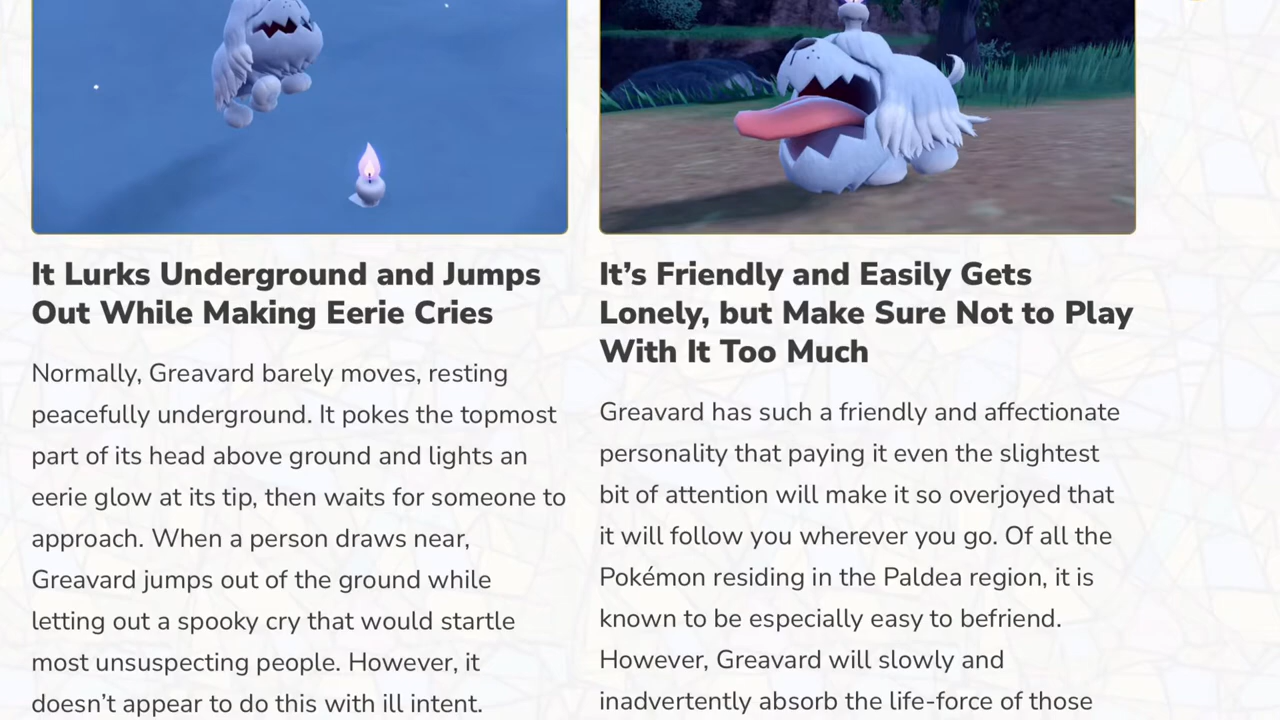 It Lurks Underground and Jumps
Out While Making Eerie Cries
Normally, Greavard barely moves, resting
peacefully underground. It pokes the topmost
part of its head above ground and lights an
eerie glow at its tip, then waits for someone to
approach. When a person draws near,
Greavard jumps out of the ground while
letting out a spooky cry that would startle
most unsuspecting people. However, it
doesn’t appear to do this with ill intent.
It’s Friendly and Easily Gets
Lonely, but Make Sure Not to Play
With It Too Much
Greavard has such a friendly and affectionate
personality that paying it even the slightest
bit of attention will make it so overjoyed that
it will follow you wherever you go. Of all the
Pokémon residing in the Paldea region, it is
known to be especially easy to befriend.
However, Greavard will slowly and
inadvertently absorb the life-force of those